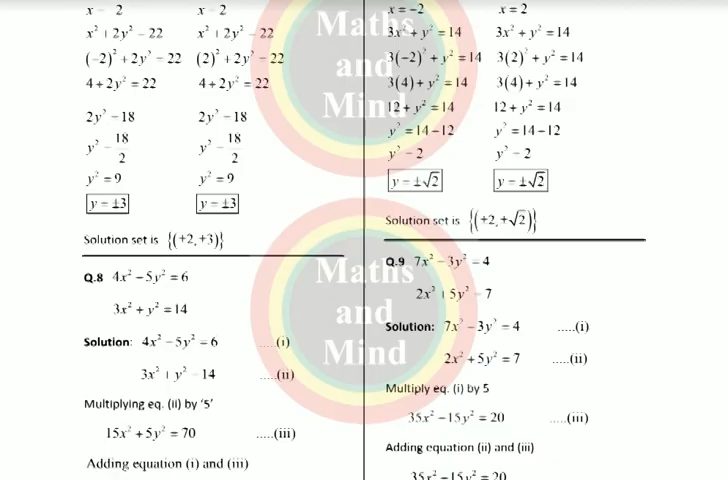 x - 2 x - 2
x² + 2y² - 22 x² + 2y² - 22
(-2)² + 2y² - 22 (2)² + 2y² - 22
4 + 2y² = 22 4 + 2y² = 22
2y² - 18 2y² - 18
y² - 18/2 y² - 18/2
y² = 9 y² = 9
y = ±3 y = ±3
Solution set is {(+2,+3)}
Q.8 4x² - 5y² = 6
3x² + y² = 14
Solution: 4x² - 5y² = 6 ....(i)
3x² + y² - 14 .....(ii)
Multiplying eq. (ii) by '5'
15x² + 5y² = 70 .....(iii)
Adding equation (i) and (iii)
x = -2 x = 2
3x² + y² = 14 3x² + y² = 14
3(-2)² + y² = 14 3(2)² + y² = 14
3(4) + y² = 14 3(4) + y² = 14
12 + y² = 14 12 + y² = 14
y² = 14 - 12 y² = 14 - 12
y² - 2 y² - 2
y = ±√2 y = ±√2
Solution set is {(+2,+√2)}
Q.9 7x² - 3y² = 4
2x² + 5y² - 7
Solution: 7x² - 3y² = 4 .....(i)
2x² + 5y² = 7 .....(ii)
Multiply eq. (i) by 5
35x² - 15y² = 20 .....(iii)
Adding equation (ii) and (iii)
35x² - 15y² = 20
Maths
and
Mind
Maths
and
Mind